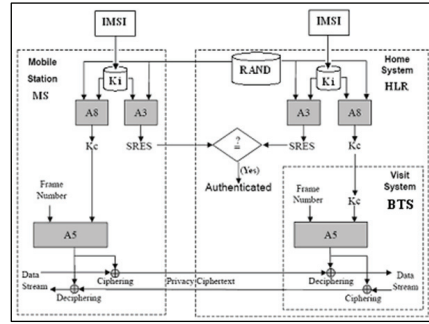 IMSI
IMSI
Mobile
Station
MS
Ki
RAND
Ki
Home
System
HLR
A8
A3
A3
A8
Kc
SRES
?
=
SRES
Kc
(Yes)
Authenticated
Visit
System
BTS
Frame
Number
Kc
Frame
Number
A5
A5
Data
Stream
Ciphering
Deciphering
Privacy Ciphertext
Deciphering
Ciphering
Data
Stream